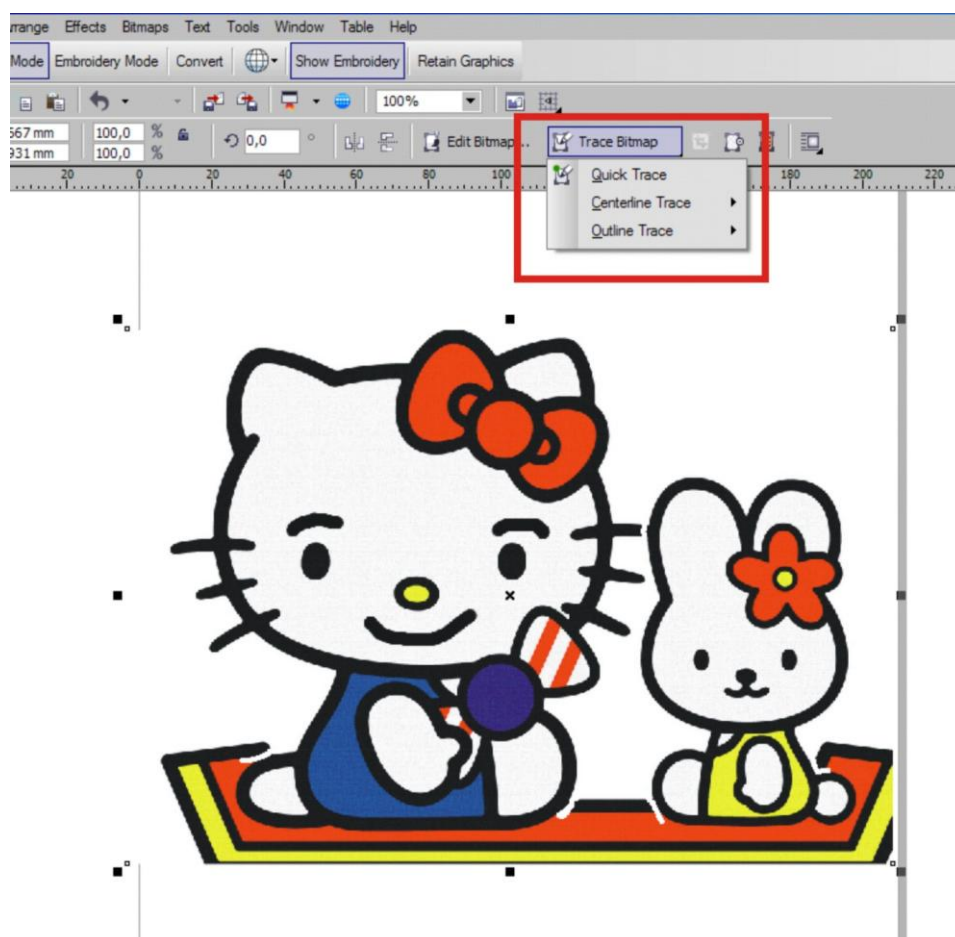 rrange Effects Bitmaps Text Tools Window Table Help
Mode Embroidery Mode Convert Show Embroidery Retain Graphics
100%
567 mm 100,0 % 0,0 ° Edit Bitmap... Trace Bitmap
931 mm 100,0 %
20 0 20 40 60 80 100 180 200 220
Quick Trace
Centerline Trace
Outline Trace